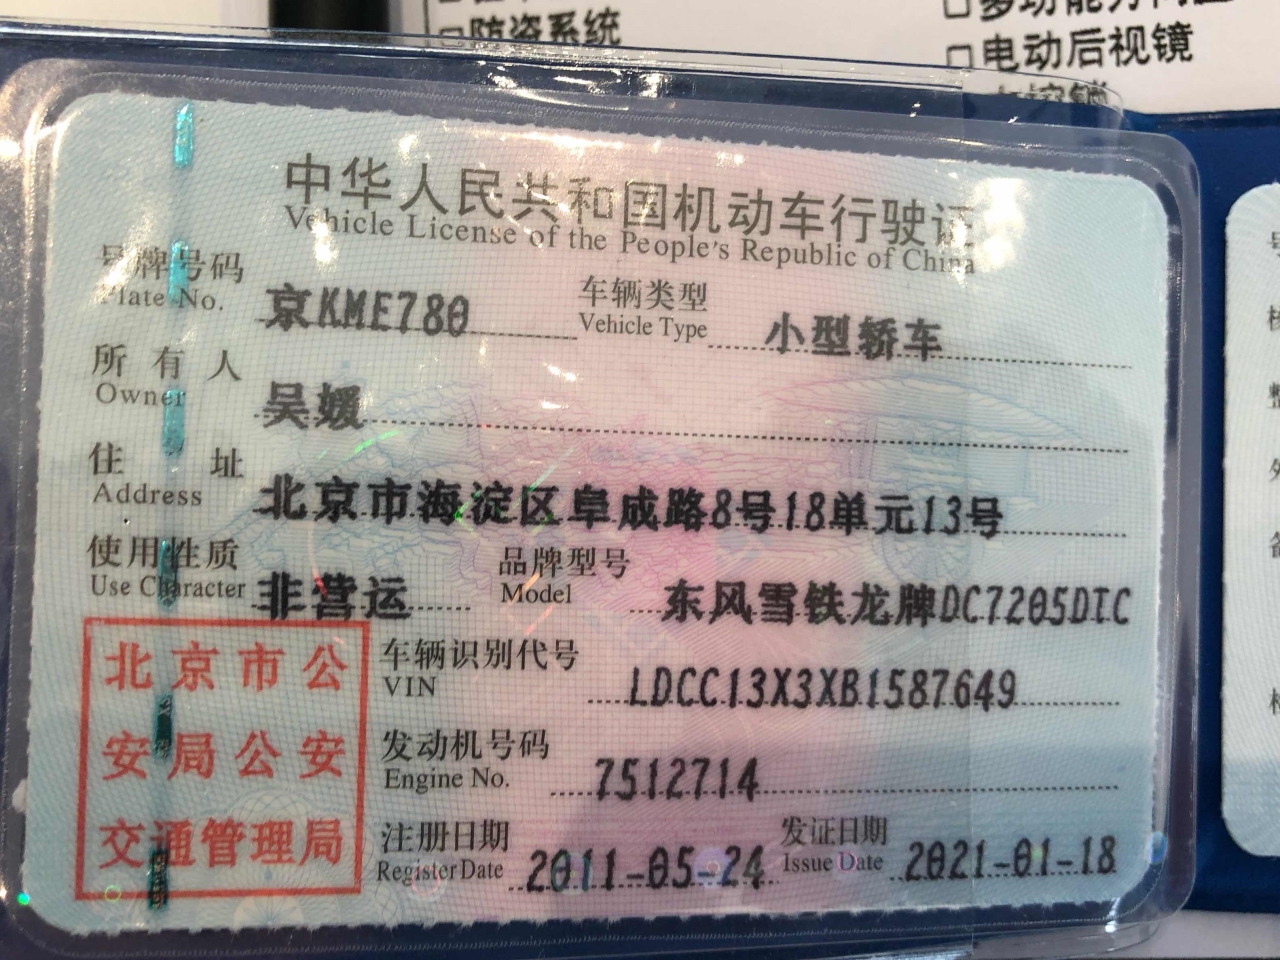 防盗系统
电动后视镜
中华人民共和国机动车行驶证
Vehicle License of the People's Republic of China
号牌号码 京KME780 车辆类型 小型轿车
Plate No. Vehicle Type
所有人 吴媛
Owner
住址 北京市海淀区阜成路8号18单元13号
Address
使用性质 非营运 品牌型号 东风雪铁龙牌DC7205DTC
Use Character Model
北京市公
安局公安
交通管理局
车辆识别代号 LDCC13X3XB1587649
VIN
发动机号码 7512714
Engine No.
注册日期 2011-05-24 发证日期 2021-01-18
Register Date Issue Date